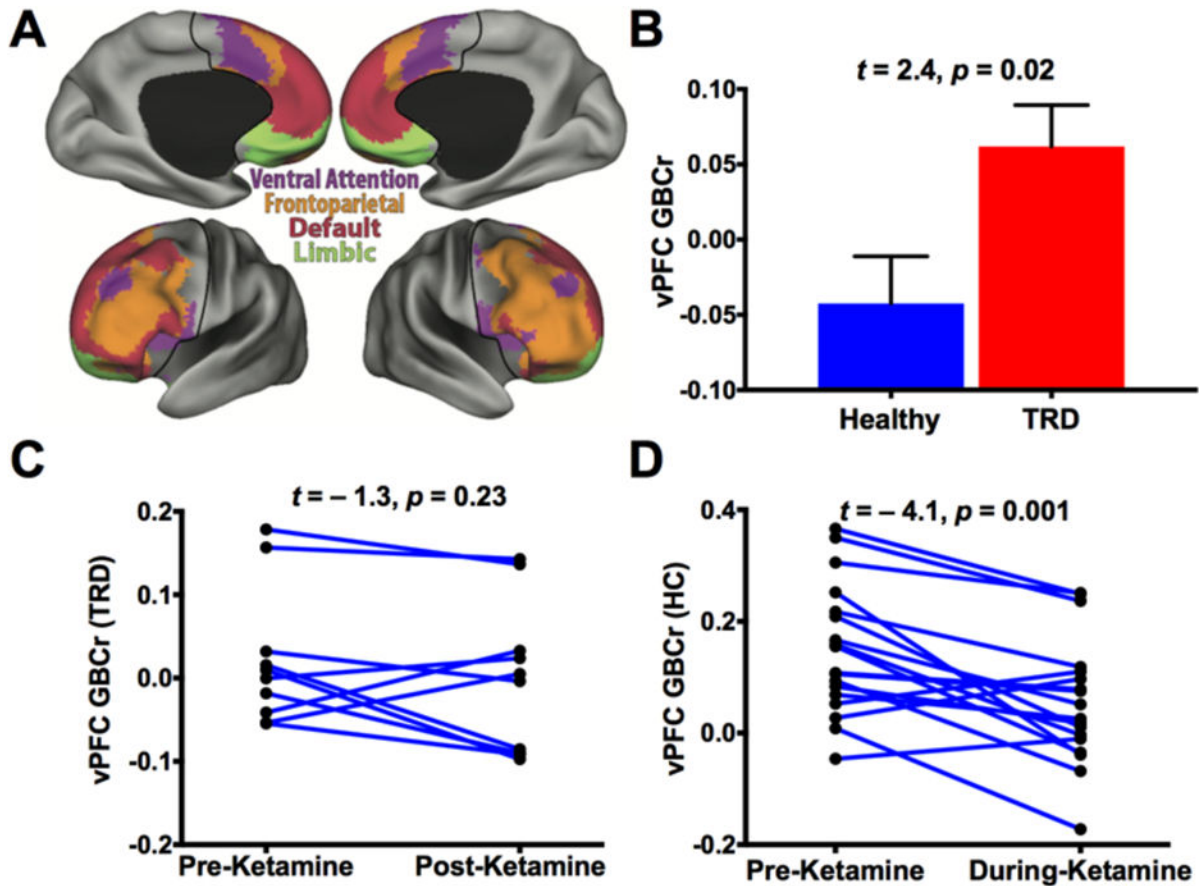 A
Ventral Attention
Frontoparietal
Default
Limbic
B
t = 2.4, p = 0.02
vPFC GBCr
0.10
0.05
0.00
-0.05
-0.10
Healthy
TRD
C
t = – 1.3, p = 0.23
vPFC GBCr (TRD)
0.2
0.1
0.0
-0.1
-0.2
Pre-Ketamine
Post-Ketamine
D
t = – 4.1, p = 0.001
vPFC GBCr (HC)
0.4
0.2
0.0
-0.2
Pre-Ketamine
During-Ketamine